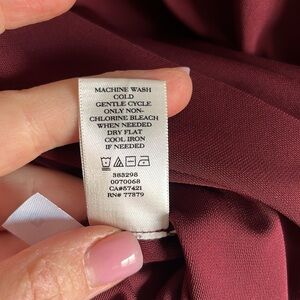 MACHINE WASH
COLD
GENTLE CYCLE
ONLY NON-
CHLORINE BLEACH
WHEN NEEDED
DRY FLAT
COOL IRON
IF NEEDED
383298
0070068
CA#57421
RN# 77379